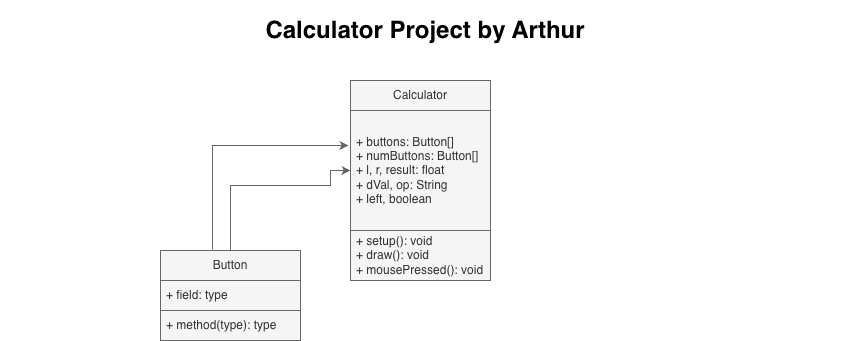 Calculator Project by Arthur
Calculator
+ buttons: Button[]
+ numButtons: Button[]
+ l, r, result: float
+ dVal, op: String
+ left, boolean
+ setup(): void
+ draw(): void
+ mousePressed(): void
Button
+ field: type
+ method(type): type